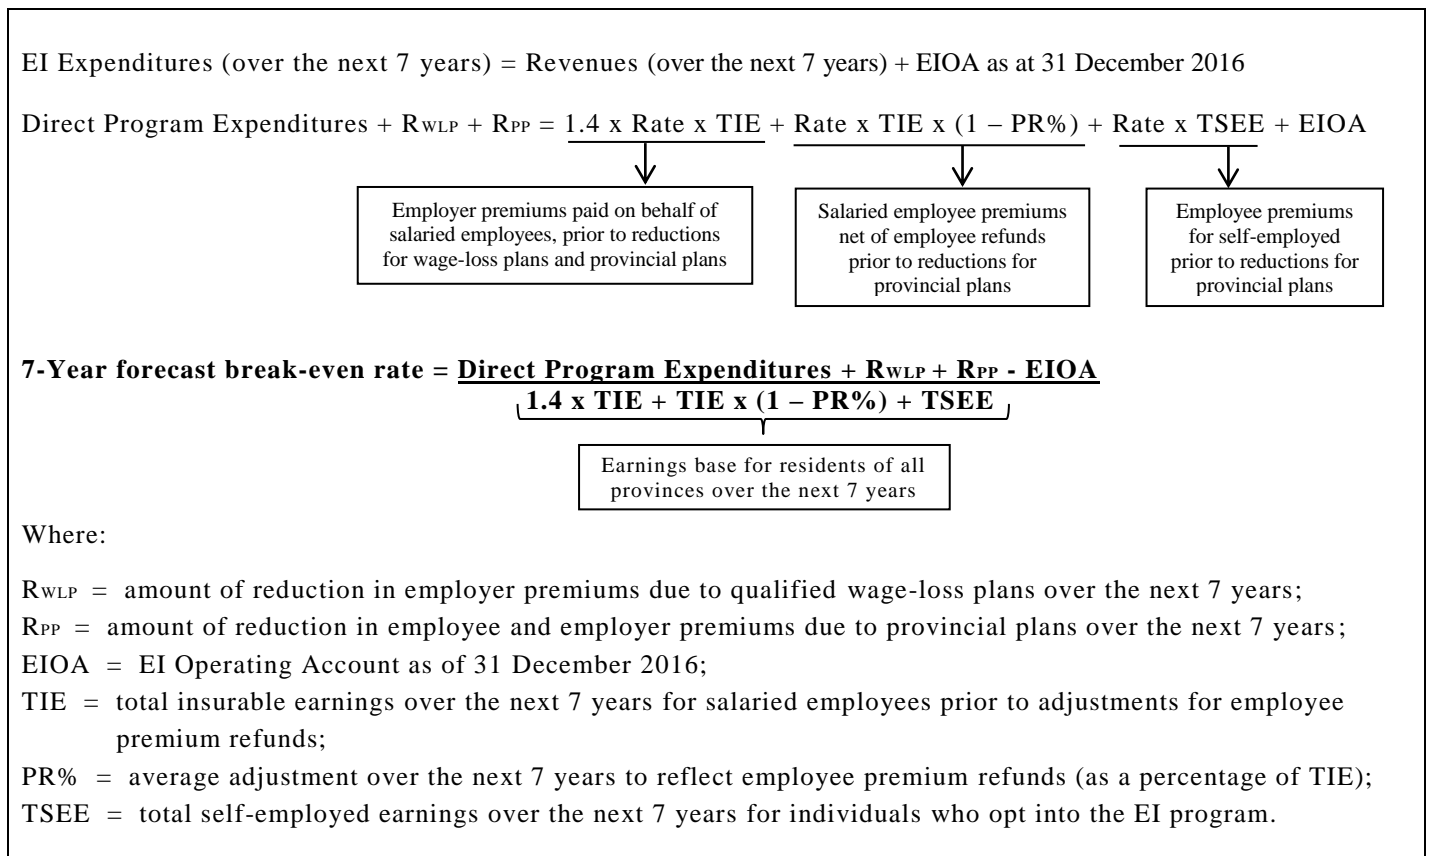 EI Expenditures (over the next 7 years) = Revenues (over the next 7 years) + EIOA as at 31 December 2016
Direct Program Expenditures + RWLP + RPP = 1.4 x Rate x TIE + Rate x TIE x (1 – PR%) + Rate x TSEE + EIOA
Employer premiums paid on behalf of
salaried employees, prior to reductions
for wage-loss plans and provincial plans
Salaried employee premiums
net of employee refunds
prior to reductions for
provincial plans
Employee premiums
for self-employed
prior to reductions for
provincial plans
7-Year forecast break-even rate = Direct Program Expenditures + RWLP + RPP - EIOA
1.4 x TIE + TIE x (1 – PR%) + TSEE
Earnings base for residents of all
provinces over the next 7 years
Where:
RWLP = amount of reduction in employer premiums due to qualified wage-loss plans over the next 7 years;
RPP = amount of reduction in employee and employer premiums due to provincial plans over the next 7 years;
EIOA = EI Operating Account as of 31 December 2016;
TIE = total insurable earnings over the next 7 years for salaried employees prior to adjustments for employee
premium refunds;
PR% = average adjustment over the next 7 years to reflect employee premium refunds (as a percentage of TIE);
TSEE = total self-employed earnings over the next 7 years for individuals who opt into the EI program.